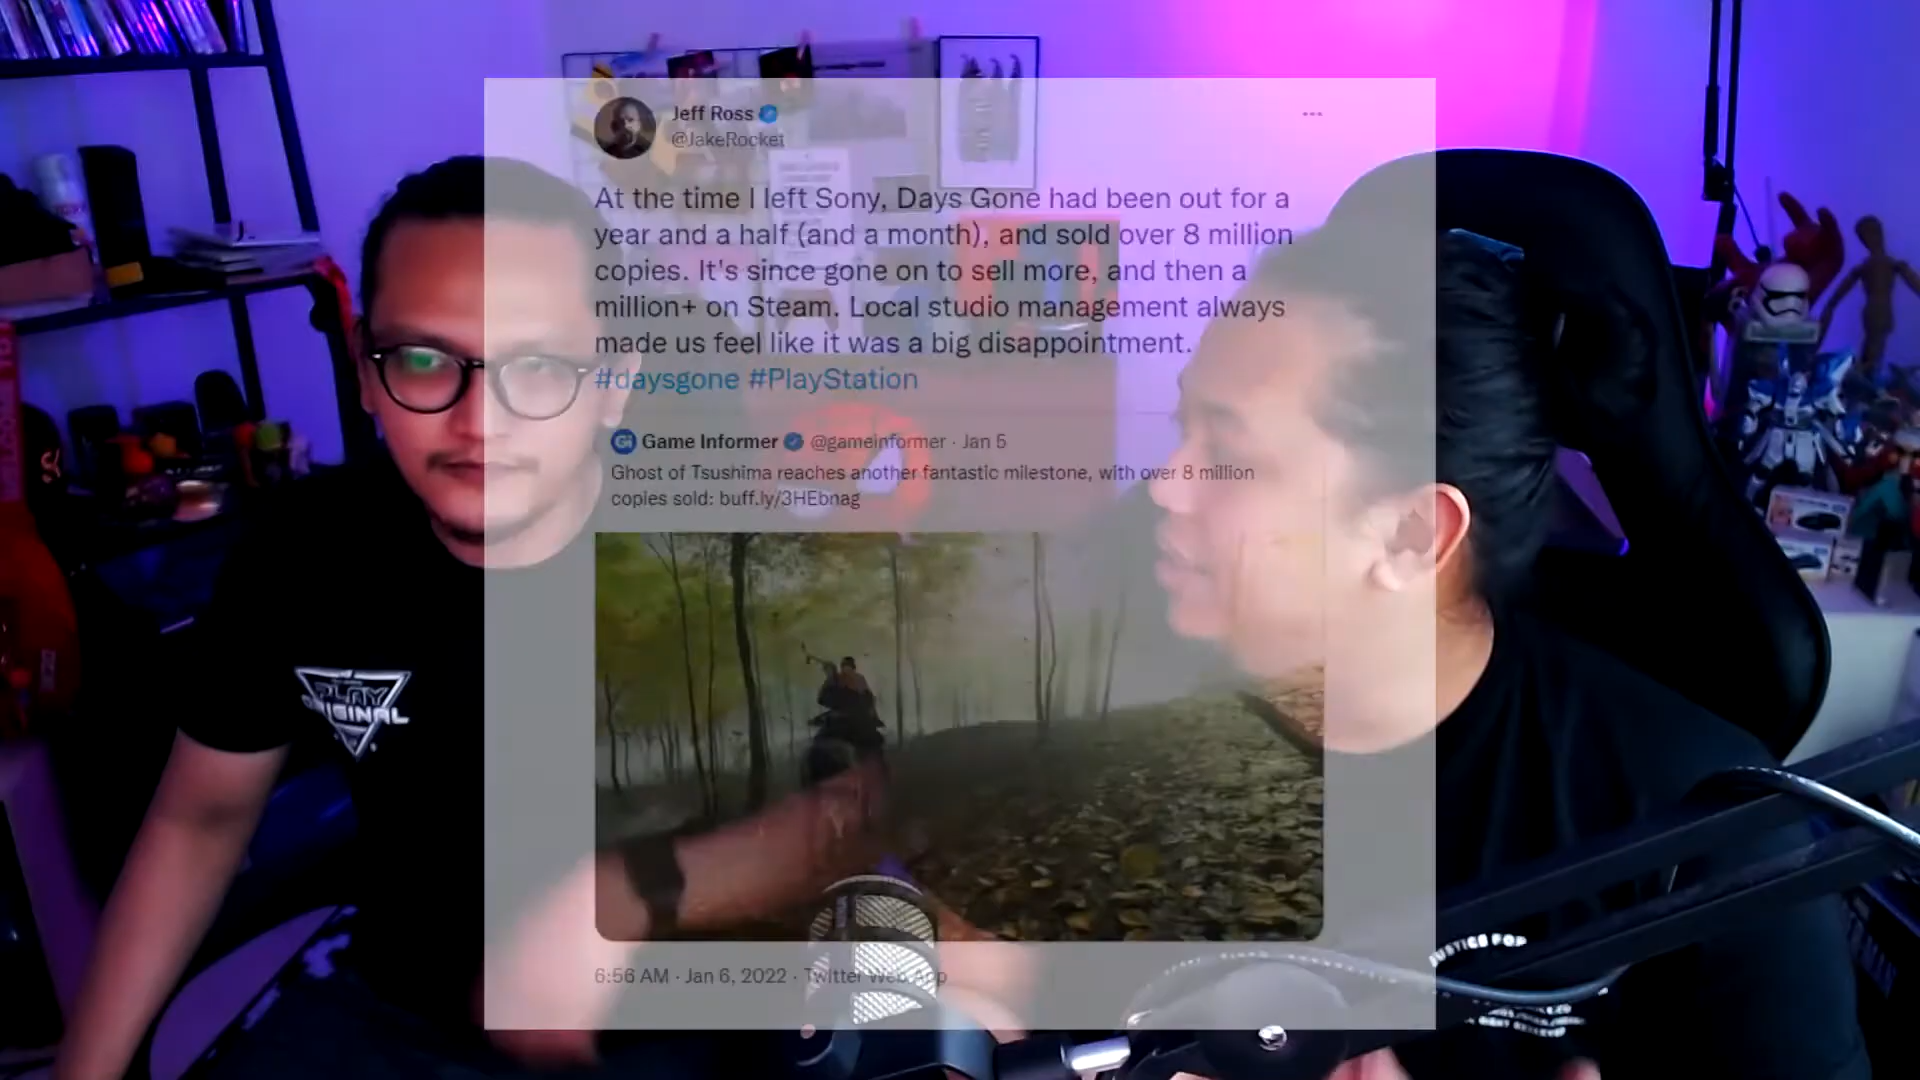 Jeff Ross
@JakeRocket
At the time I left Sony, Days Gone had been out for a
year and a half (and a month), and sold over 8 million
copies. It's since gone on to sell more, and then a
million+ on Steam. Local studio management always
made us feel like it was a big disappointment.
#daysgone #PlayStation
Game Informer @gameinformer · Jan 5
Ghost of Tsushima reaches another fantastic milestone, with over 8 million
copies sold: buff.ly/3HEbnag
6:56 AM · Jan 6, 2022 · Twitter Web App
PLAY
ORIGINAL
JUSTICE FOR